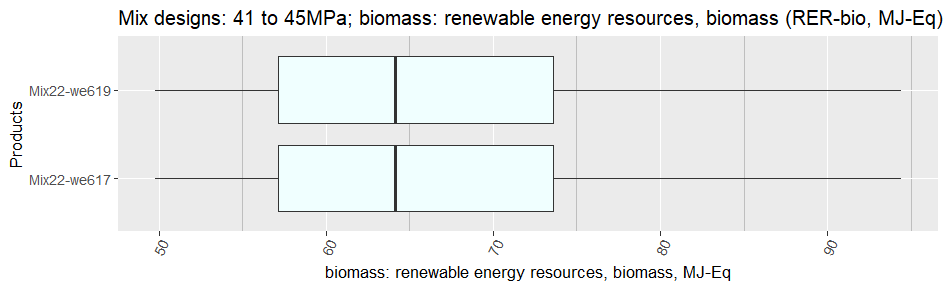 Mix designs: 41 to 45MPa; biomass: renewable energy resources, biomass (RER-bio, MJ-Eq)
Products
Mix22-we619
Mix22-we617
50 60 70 80 90
biomass: renewable energy resources, biomass, MJ-Eq